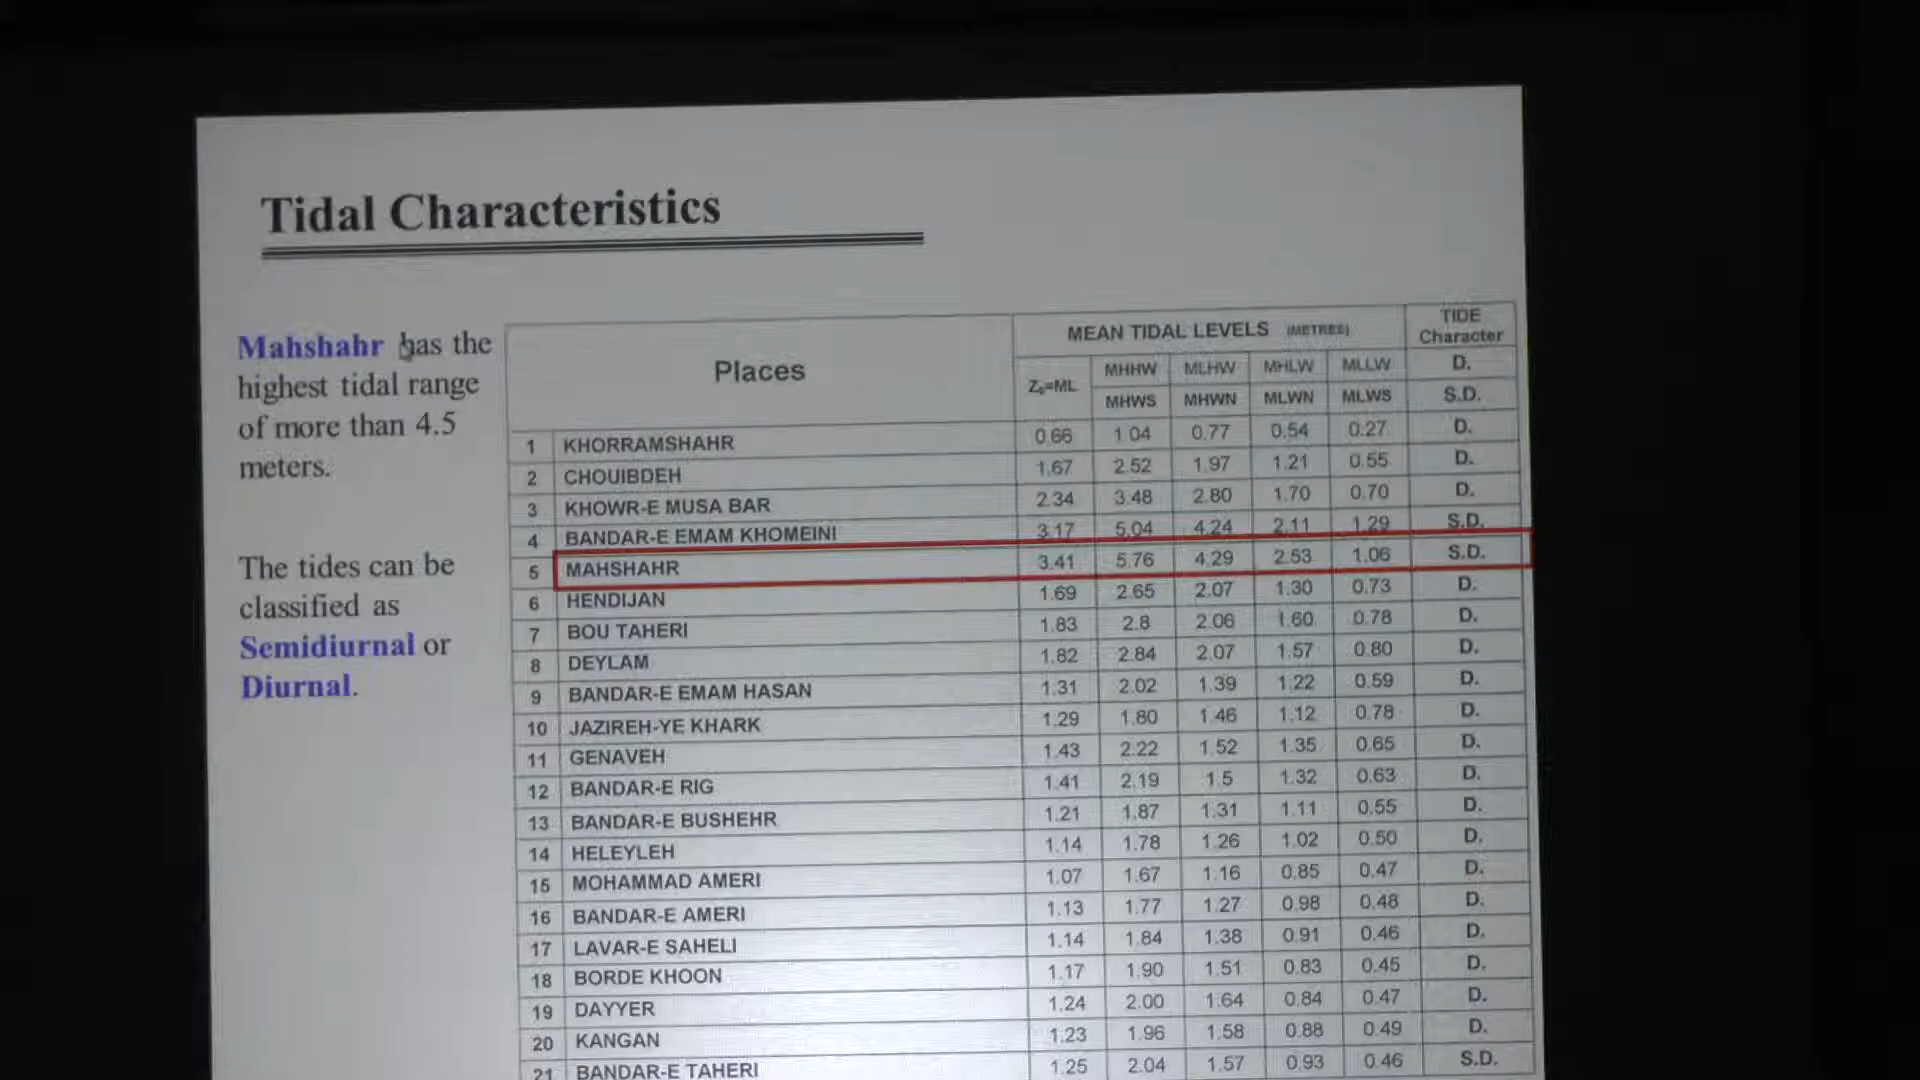 Tidal Characteristics
Mahshahr has the
highest tidal range
of more than 4.5
meters.
The tides can be
classified as
Semidiurnal or
Diurnal.
Places MEAN TIDAL LEVELS (METRES) TIDE Character
Z₀=ML MHHW MLHW MHLW MLLW D.
MHWS MHWN MLWN MLWS S.D.
1 KHORRAMSHAHR 0.66 1.04 0.77 0.54 0.27 D.
2 CHOUIBDEH 1.67 2.52 1.97 1.21 0.55 D.
3 KHOWR-E MUSA BAR 2.34 3.48 2.80 1.70 0.70 D.
4 BANDAR-E EMAM KHOMEINI 3.17 5.04 4.24 2.11 1.29 S.D.
5 MAHSHAHR 3.41 5.76 4.29 2.53 1.06 S.D.
6 HENDIJAN 1.69 2.65 2.07 1.30 0.73 D.
7 BOU TAHERI 1.83 2.8 2.06 1.60 0.78 D.
8 DEYLAM 1.82 2.84 2.07 1.57 0.80 D.
9 BANDAR-E EMAM HASAN 1.31 2.02 1.39 1.22 0.59 D.
10 JAZIREH-YE KHARK 1.29 1.80 1.46 1.12 0.78 D.
11 GENAVEH 1.43 2.22 1.52 1.35 0.65 D.
12 BANDAR-E RIG 1.41 2.19 1.5 1.32 0.63 D.
13 BANDAR-E BUSHEHR 1.21 1.87 1.31 1.11 0.55 D.
14 HELEYLEH 1.14 1.78 1.26 1.02 0.50 D.
15 MOHAMMAD AMERI 1.07 1.67 1.16 0.85 0.47 D.
16 BANDAR-E AMERI 1.13 1.77 1.27 0.98 0.48 D.
17 LAVAR-E SAHELI 1.14 1.84 1.38 0.91 0.46 D.
18 BORDE KHOON 1.17 1.90 1.51 0.83 0.45 D.
19 DAYYER 1.24 2.00 1.64 0.84 0.47 D.
20 KANGAN 1.23 1.96 1.58 0.88 0.49 D.
21 BANDAR-E TAHERI 1.25 2.04 1.57 0.93 0.46 S.D.